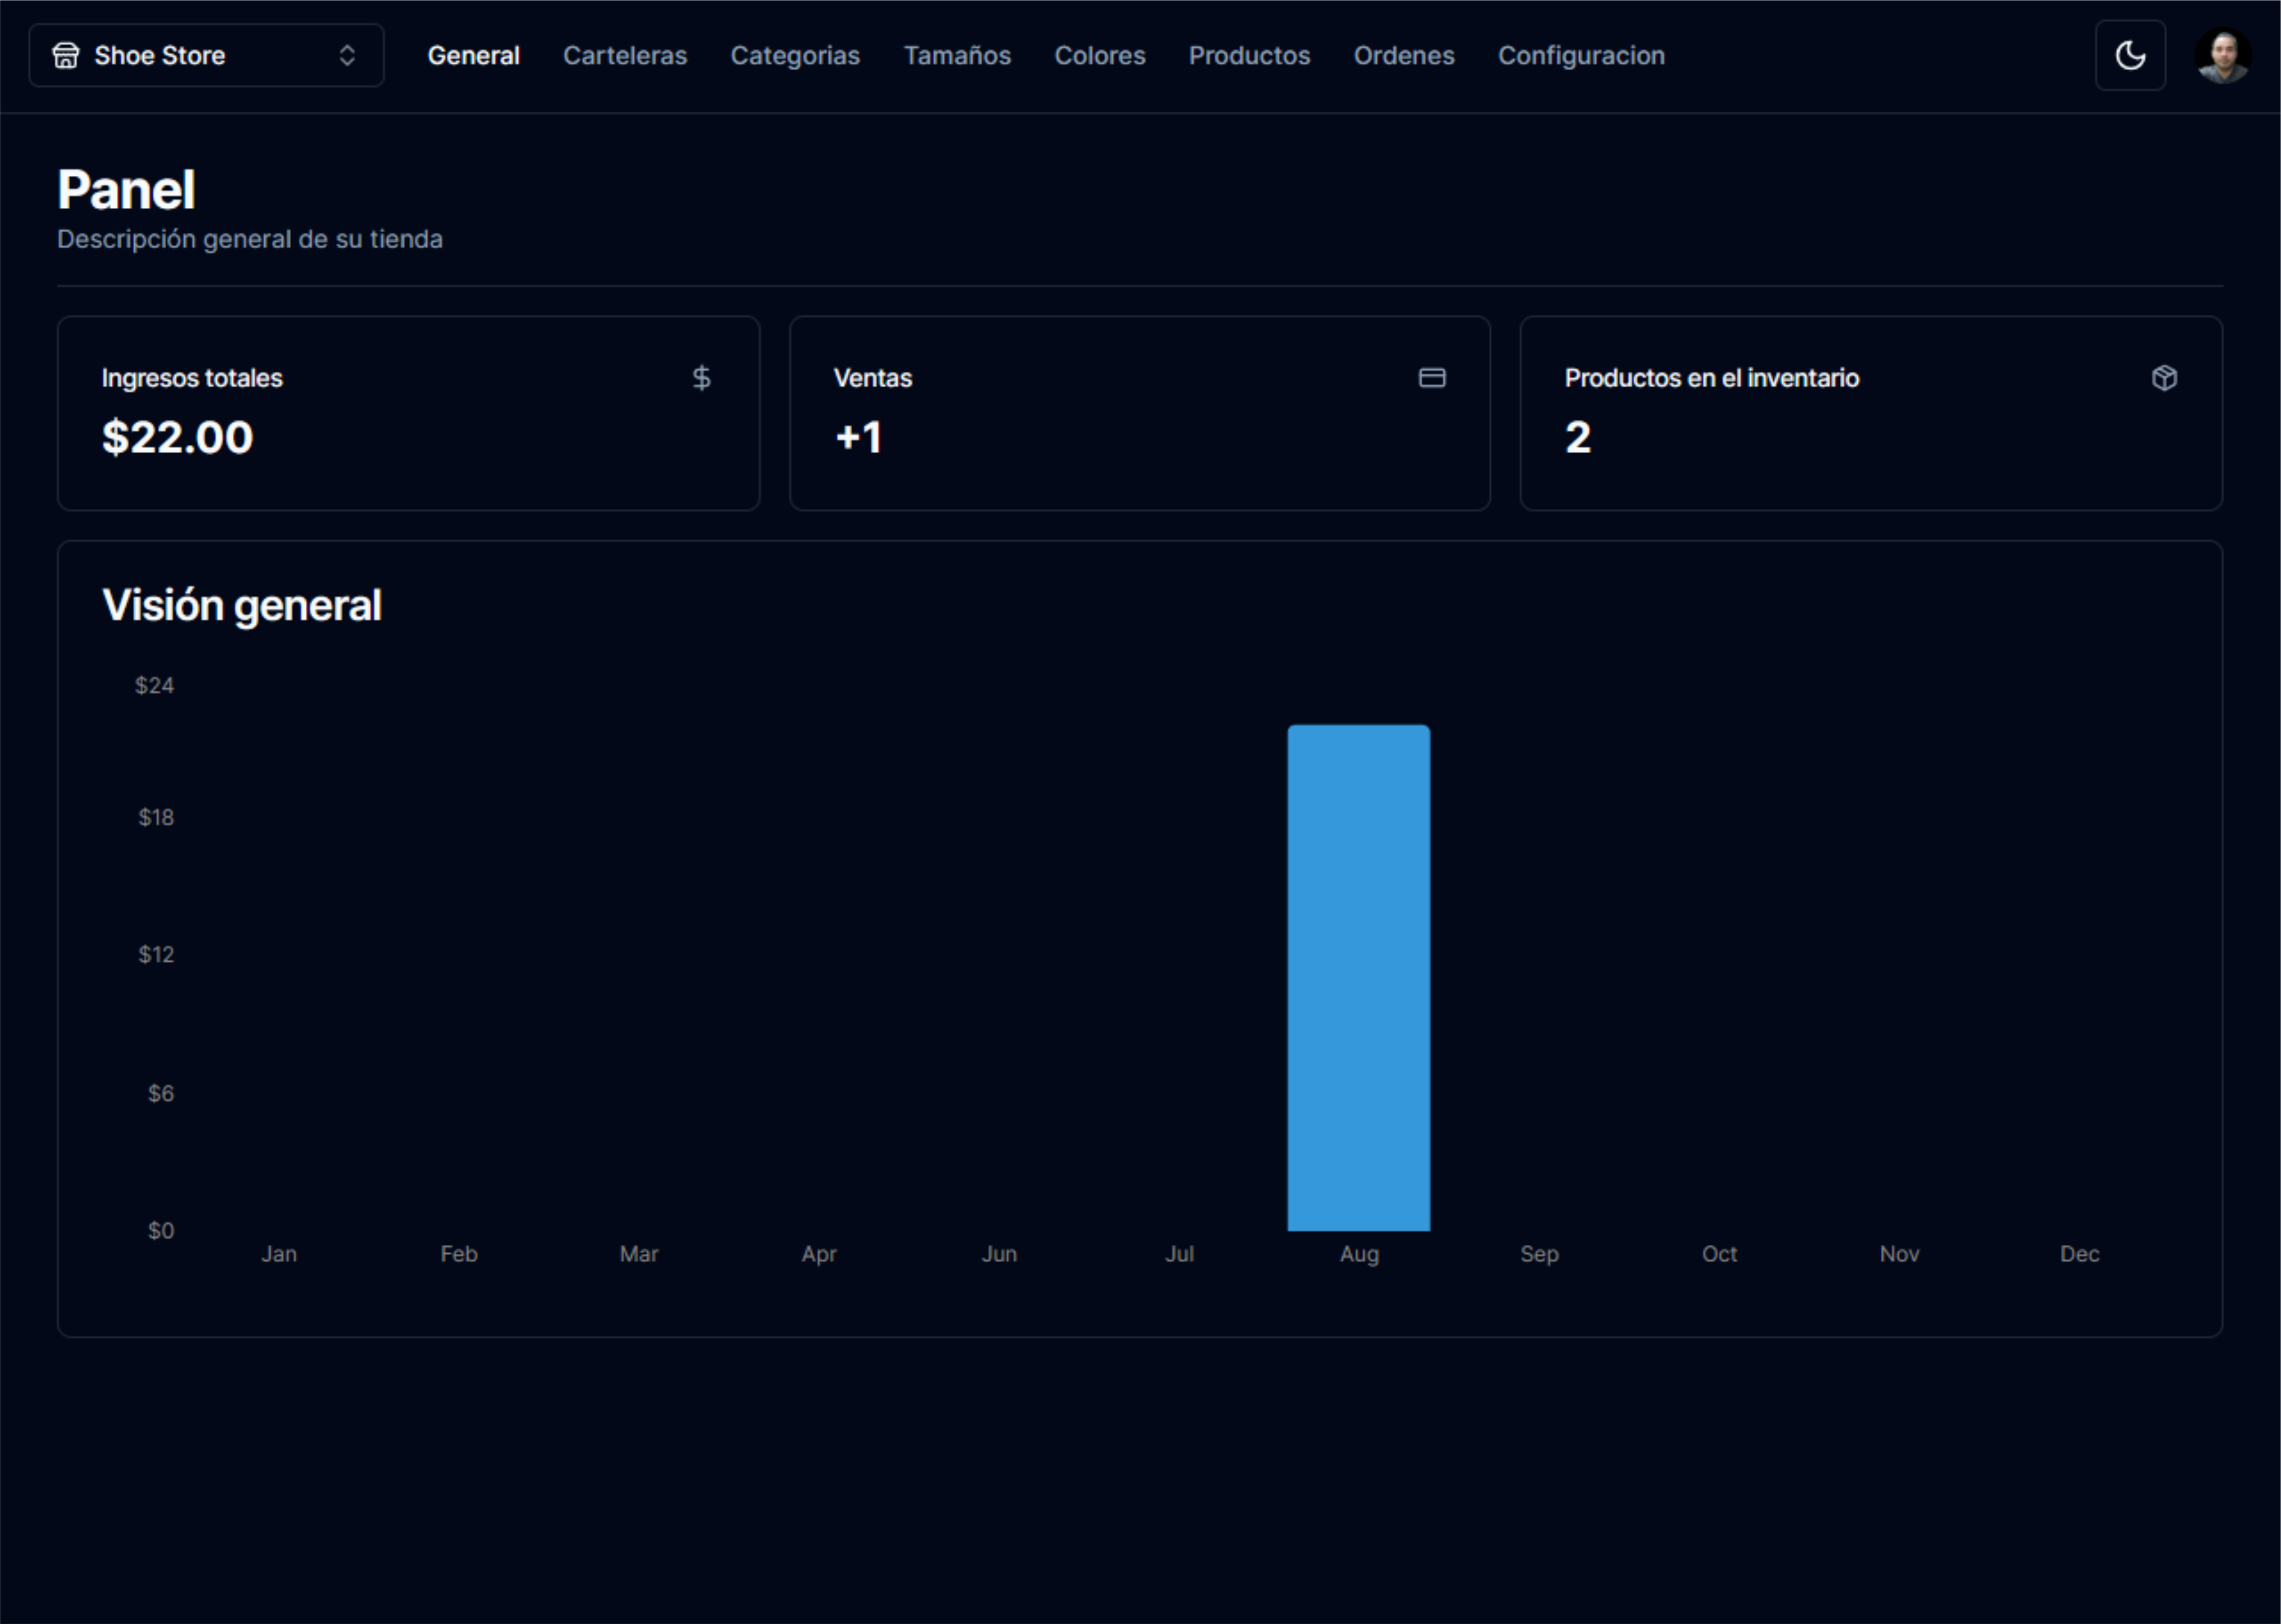 Shoe Store General Carteleras Categorias Tamaños Colores Productos Ordenes Configuracion
Panel
Descripción general de su tienda
Ingresos totales
$22.00
Ventas
+1
Productos en el inventario
2
Visión general
$24
$18
$12
$6
$0
Jan Feb Mar Apr Jun Jul Aug Sep Oct Nov Dec